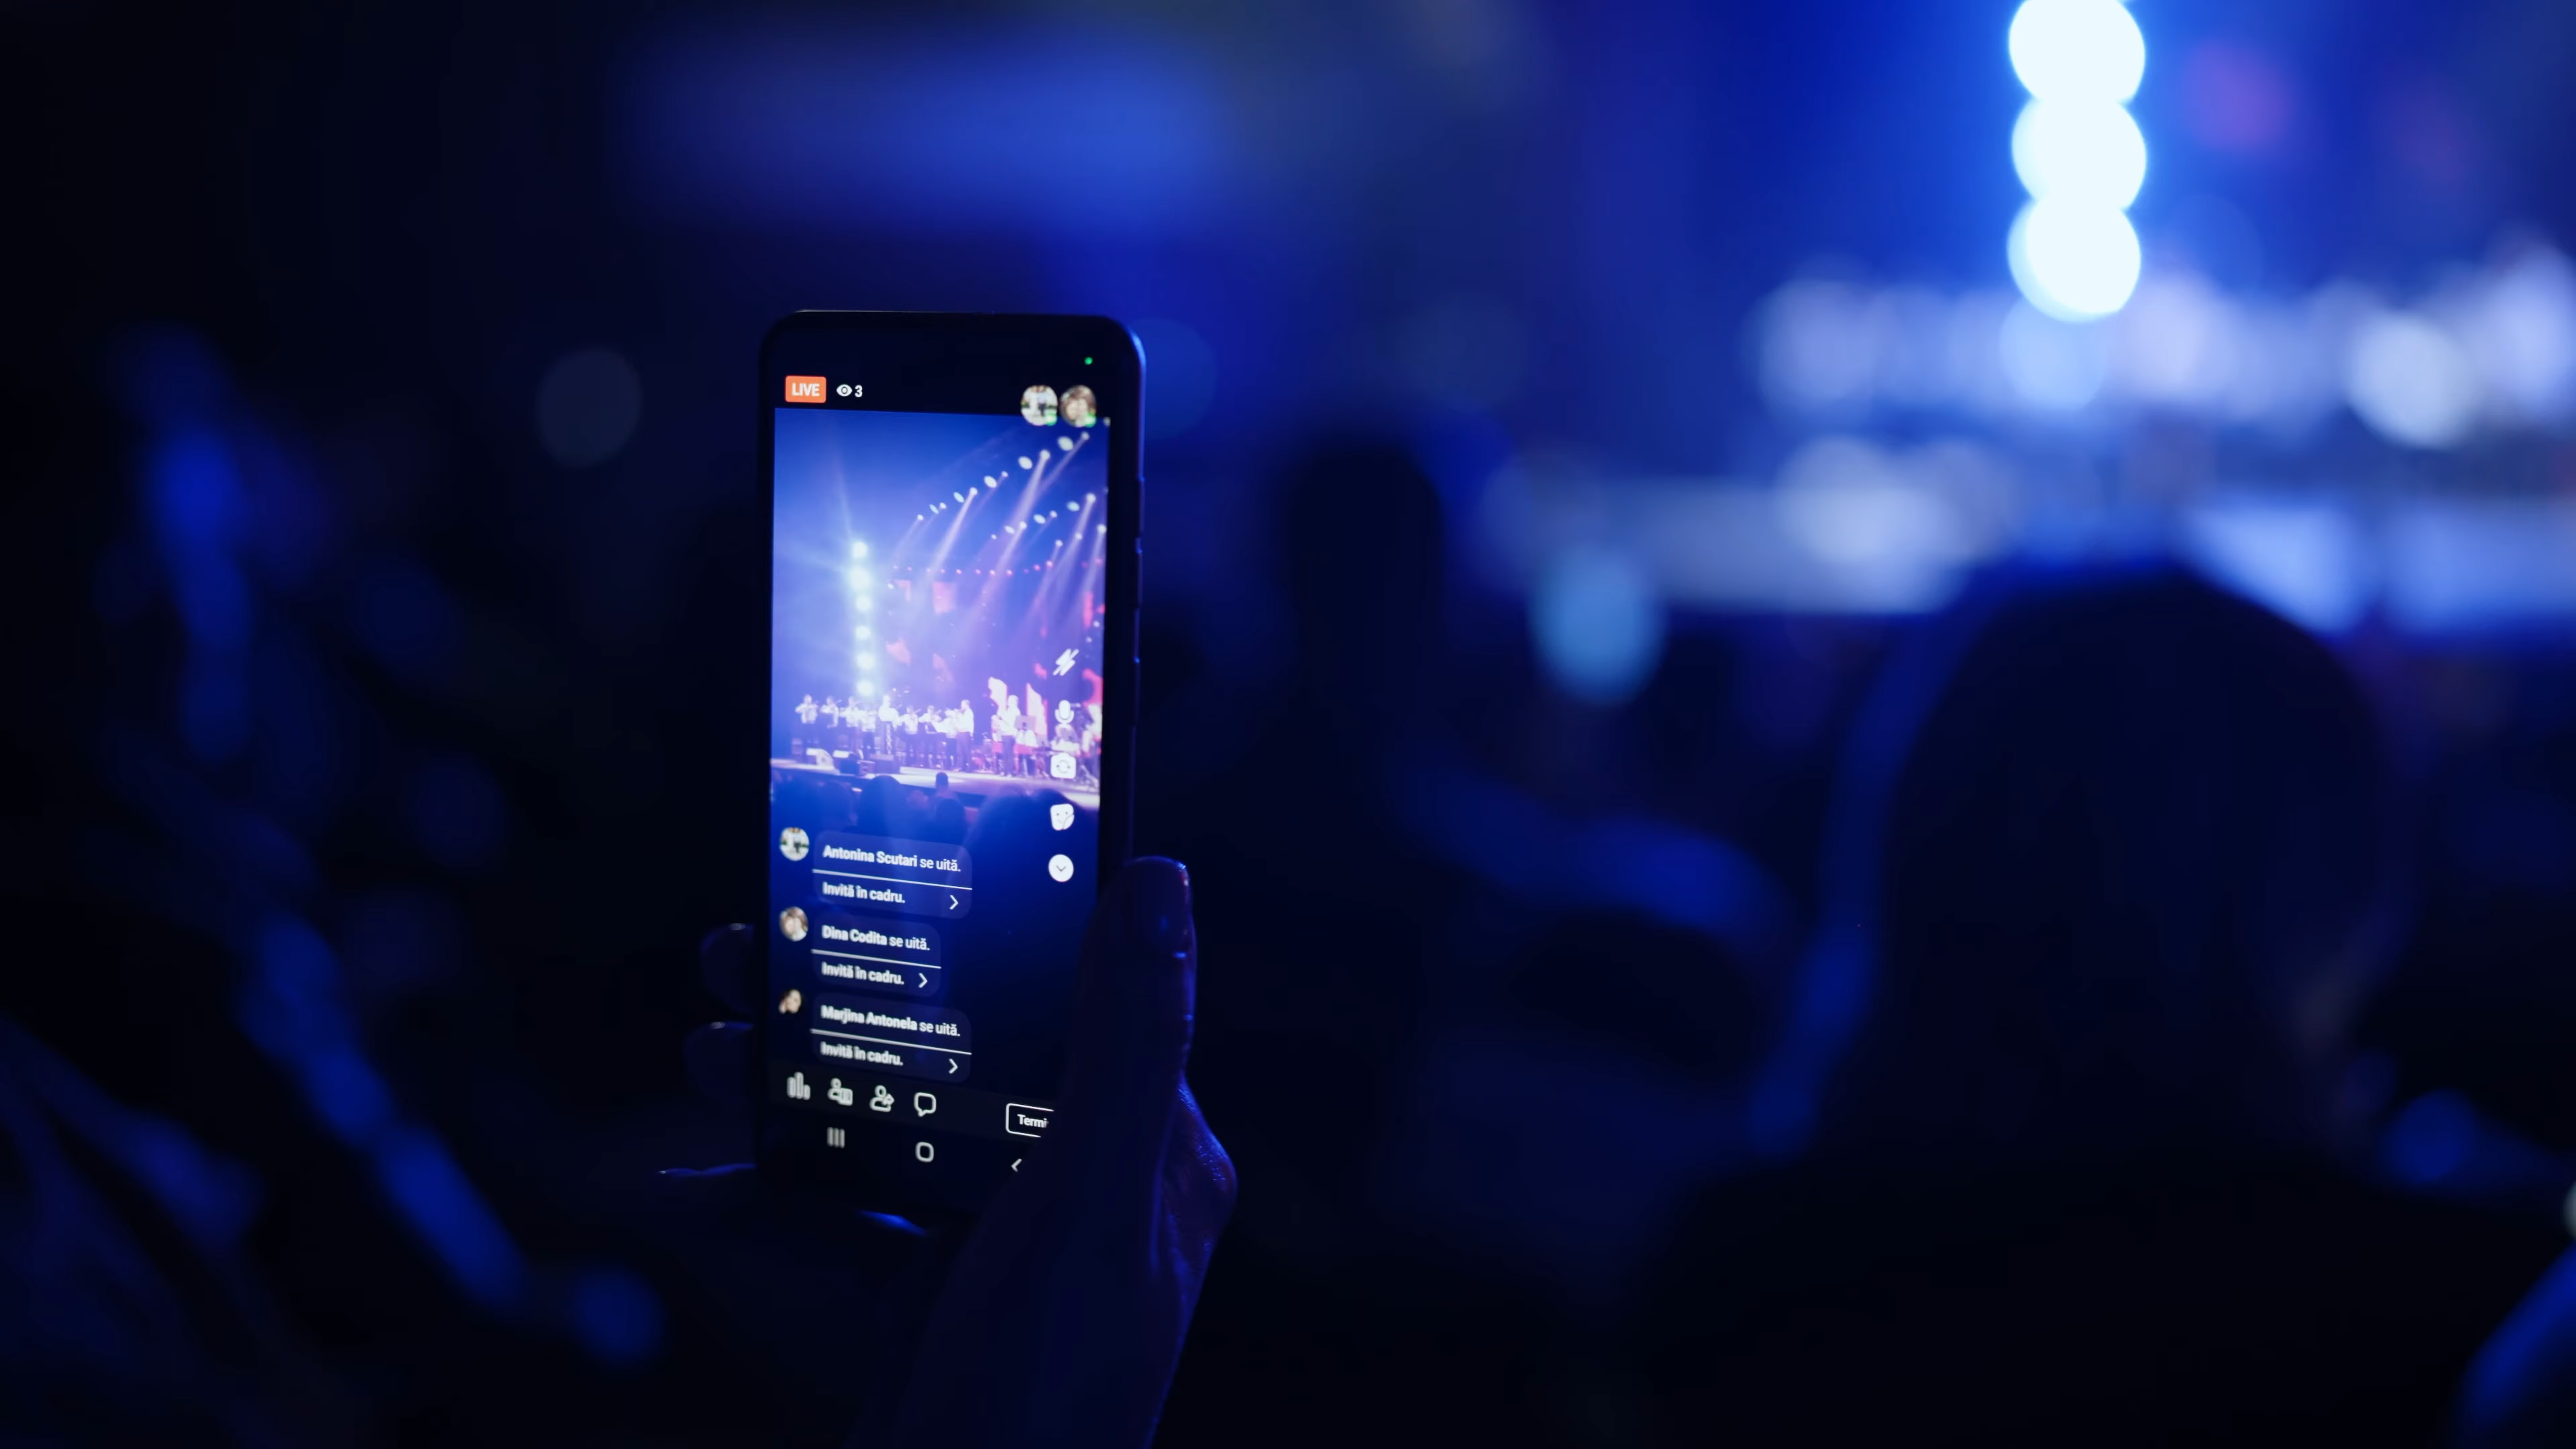 LIVE 3
Antonina Scutari se uită.
Invită în cadru.
Dina Codita se uită.
Invită în cadru.
Marjina Antonela se uită.
Invită în cadru.
Termi